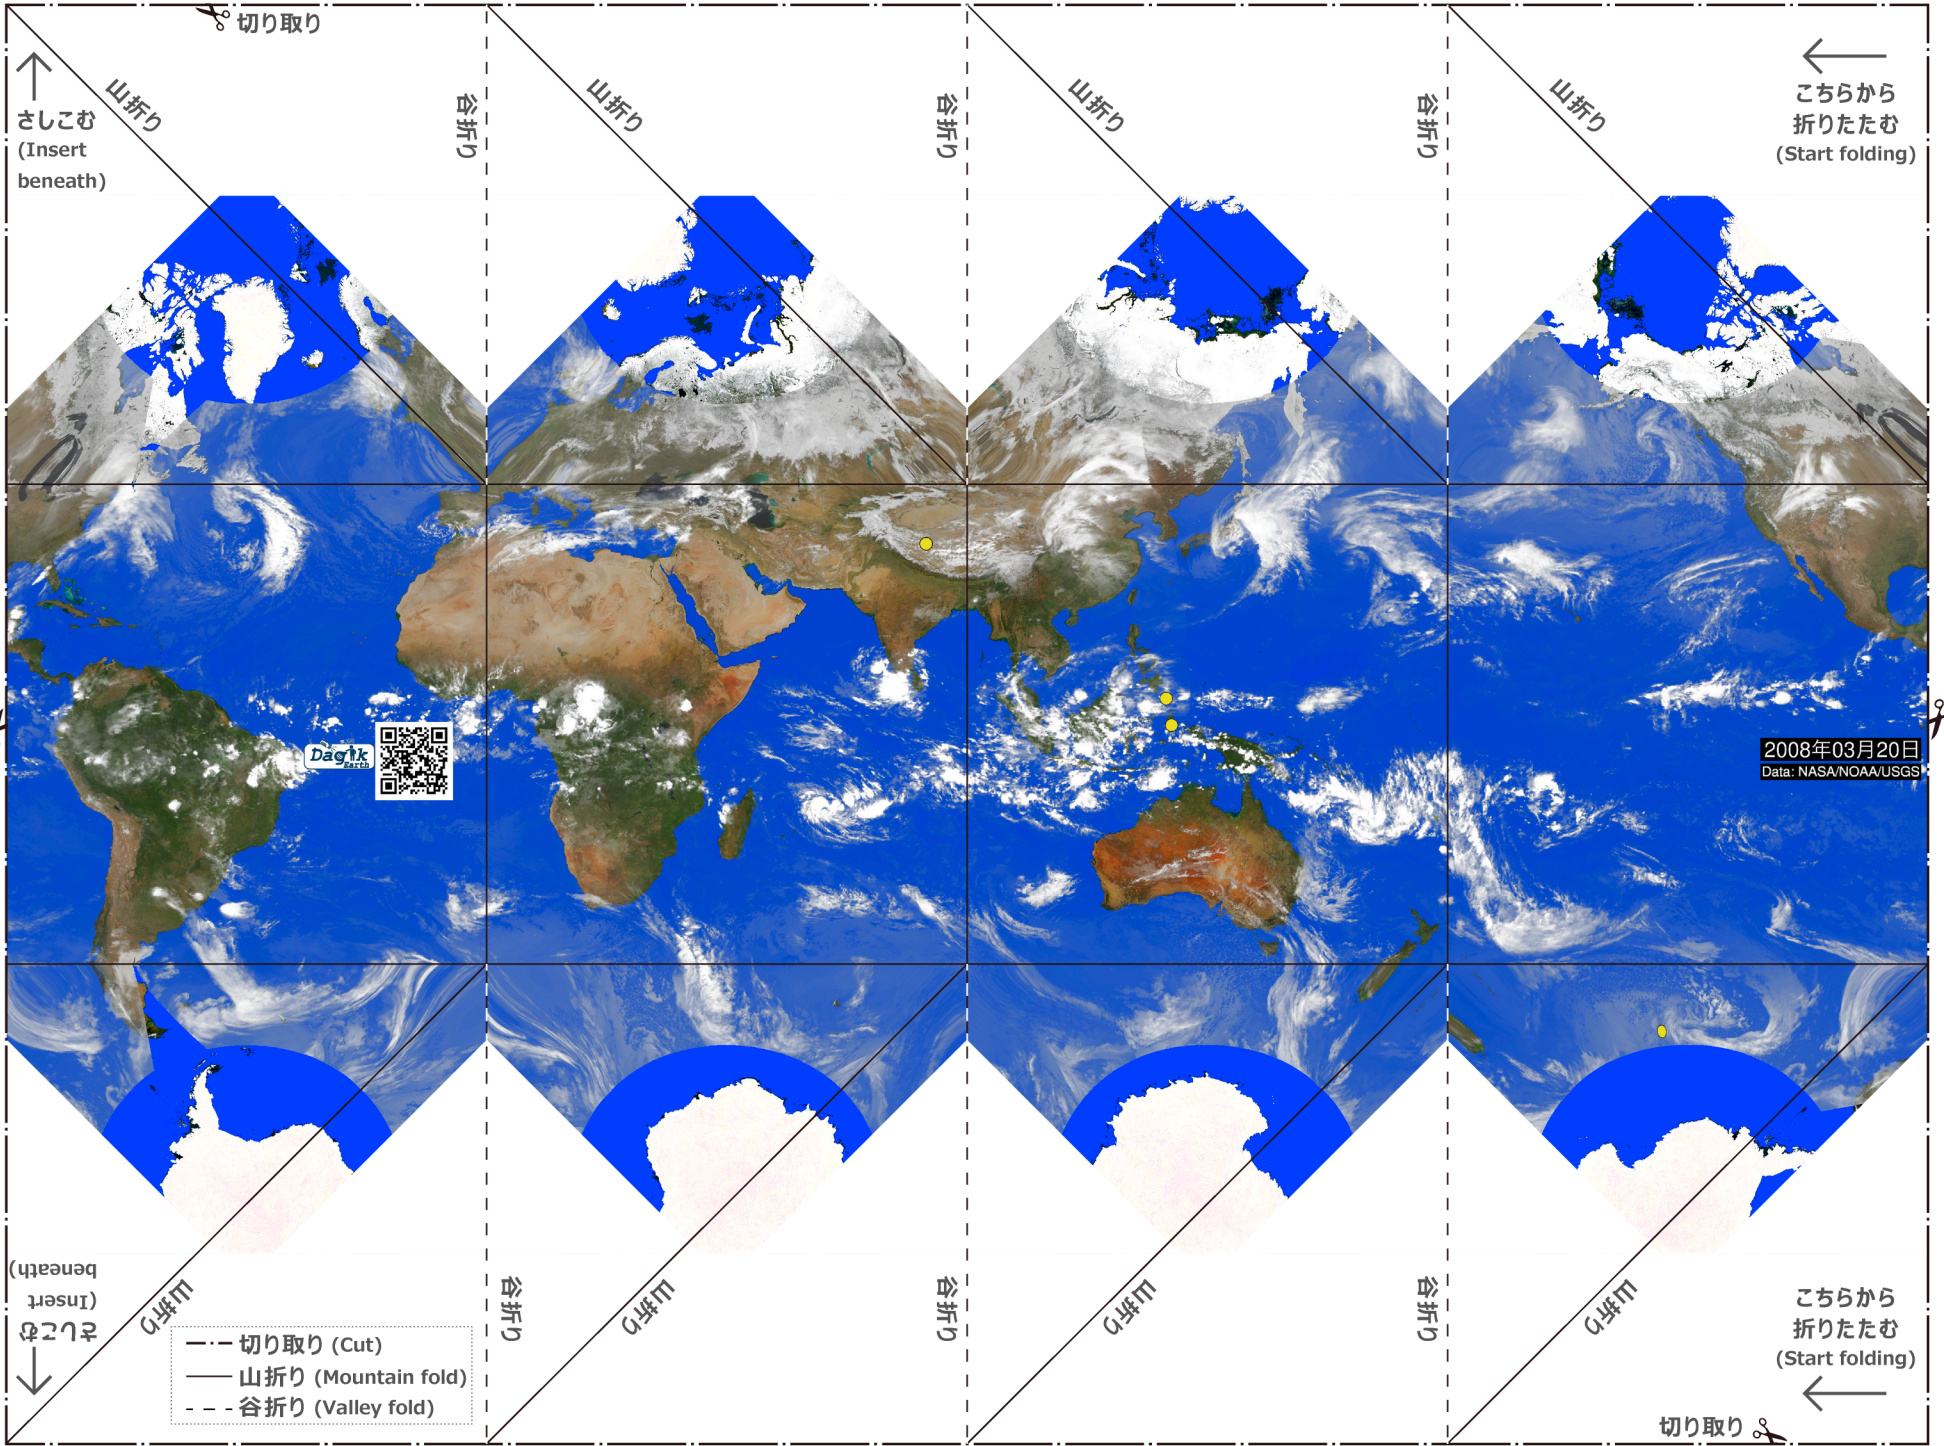 切り取り
山折り
谷折り
山折り
谷折り
山折り
谷折り
山折り
こちらから
折りたたむ
(Start folding)
さしこむ
(Insert
beneath)
Dagik
Earth
2008年03月20日
Data: NASA/NOAA/USGS
さしこむ
(Insert
beneath)
山折り
谷折り
山折り
谷折り
山折り
谷折り
山折り
こちらから
折りたたむ
(Start folding)
切り取り (Cut)
山折り (Mountain fold)
谷折り (Valley fold)
切り取り